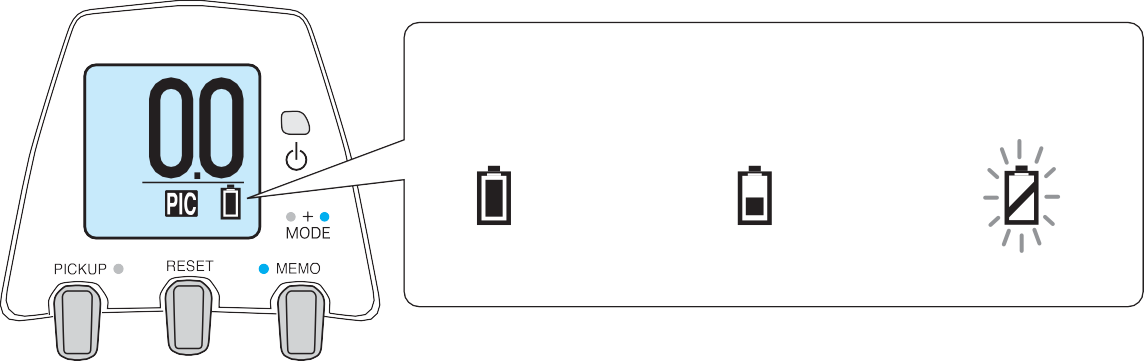 0.0
PIC
+
MODE
PICKUP RESET MEMO